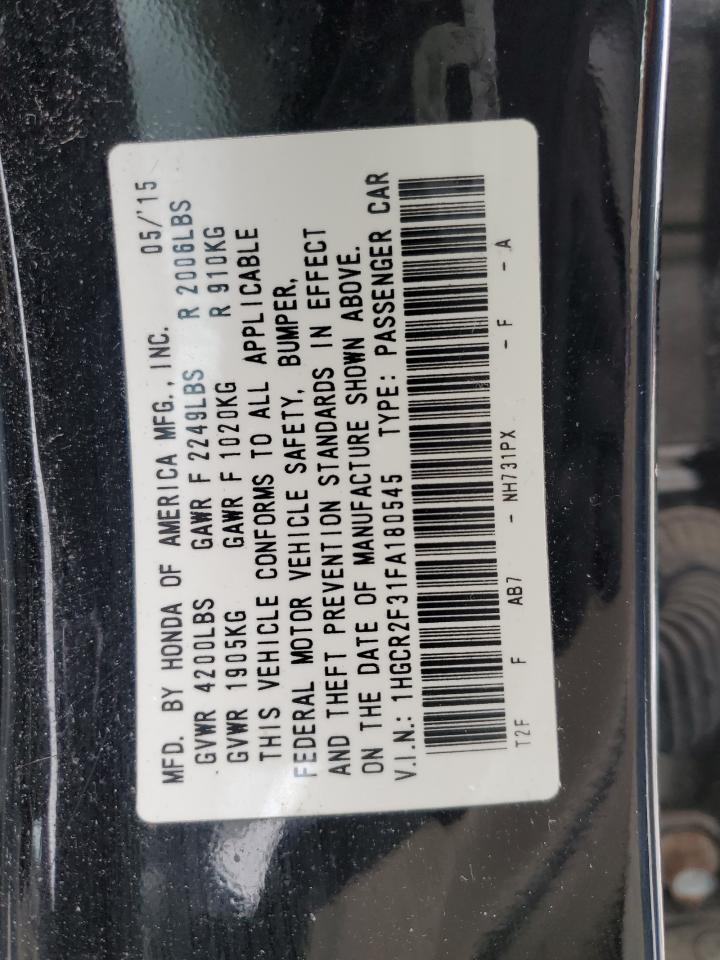 MFD. BY HONDA OF AMERICA MFG., INC. 05/'15
GVWR 4200LBS GAWR F 2249LBS R 2006LBS
GVWR 1905KG GAWR F 1020KG R 910KG
THIS VEHICLE CONFORMS TO ALL APPLICABLE
FEDERAL MOTOR VEHICLE SAFETY, BUMPER,
AND THEFT PREVENTION STANDARDS IN EFFECT
ON THE DATE OF MANUFACTURE SHOWN ABOVE.
V.I.N.: 1HGCR2F31FA180545 TYPE: PASSENGER CAR
T2F F AB7 - NH731PX - F - A